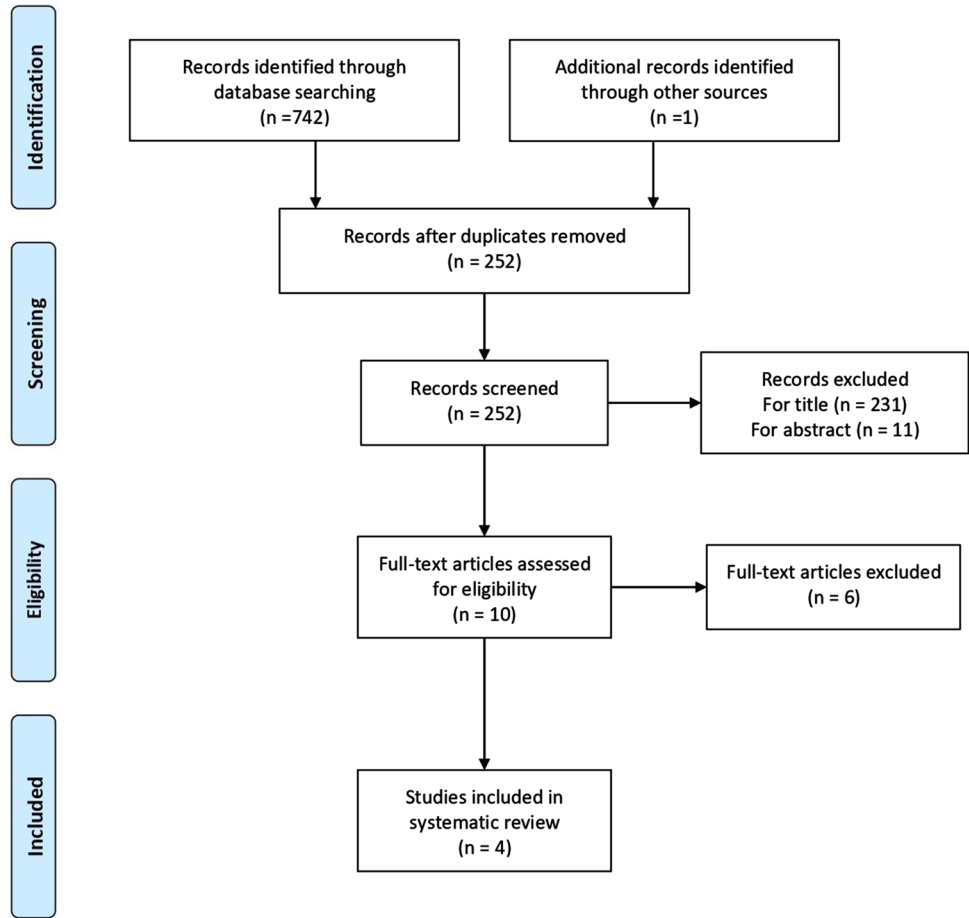 Identification
Records identified through
database searching
(n =742)
Additional records identified
through other sources
(n =1)
Records after duplicates removed
(n = 252)
Screening
Records screened
(n = 252)
Records excluded
For title (n = 231)
For abstract (n = 11)
Eligibility
Full-text articles assessed
for eligibility
(n = 10)
Full-text articles excluded
(n = 6)
Included
Studies included in
systematic review
(n = 4)